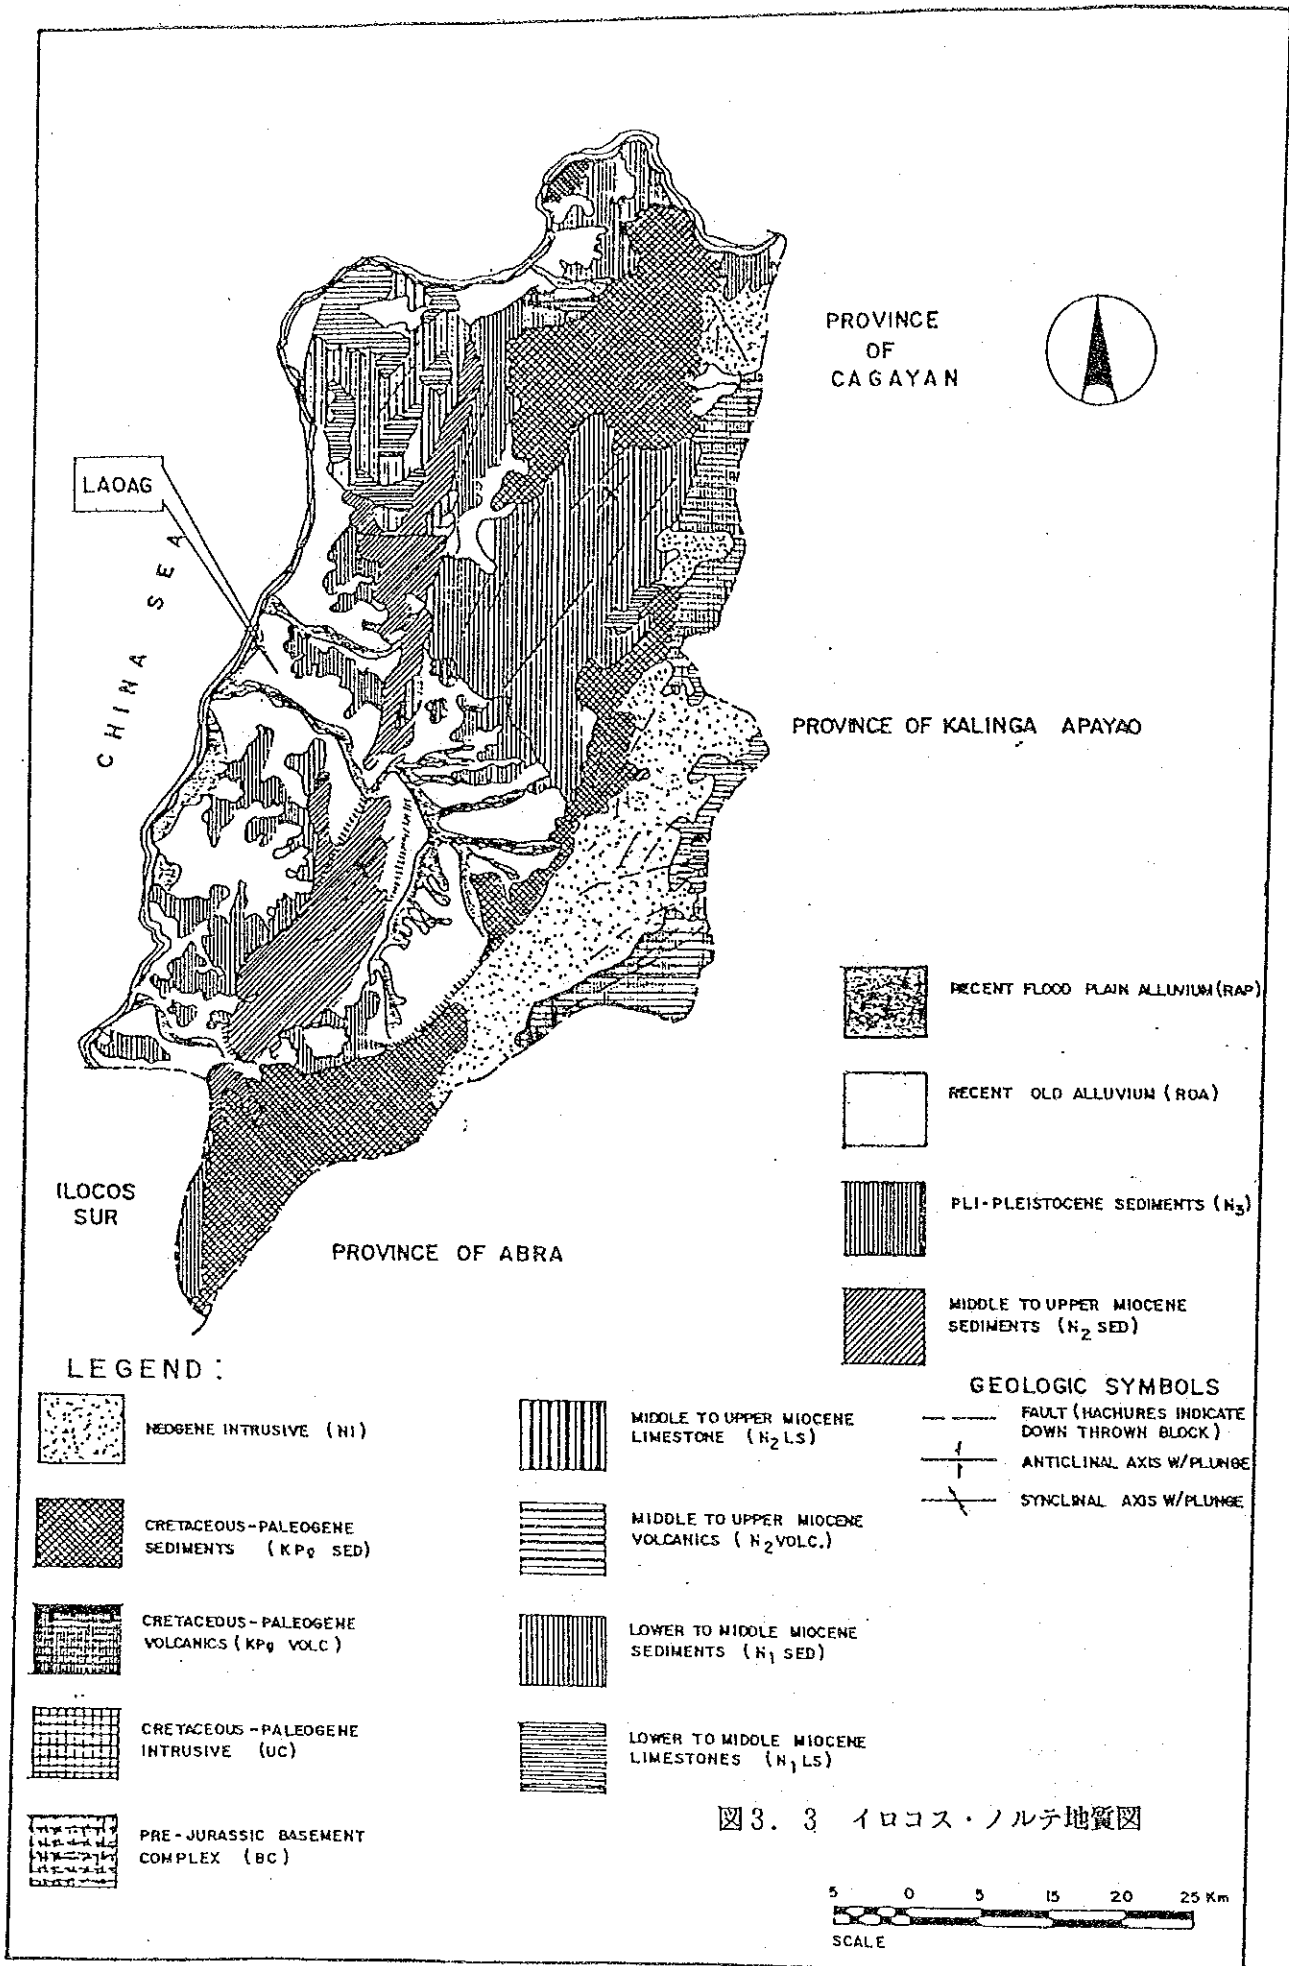 PROVINCE
OF
CAGAYAN
LAOAG
CHINA SEA
PROVINCE OF KALINGA APAYAO
RECENT FLOOD PLAIN ALLUVIUM (RAP)
RECENT OLD ALLUVIUM (ROA)
PLI-PLEISTOCENE SEDIMENTS (N3)
MIDDLE TO UPPER MIOCENE
SEDIMENTS (N2 SED)
ILOCOS
SUR
PROVINCE OF ABRA
LEGEND:
NEOGENE INTRUSIVE (NI)
CRETACEOUS-PALEOGENE
SEDIMENTS (KPg SED)
CRETACEOUS-PALEOGENE
VOLCANICS (KPg VOLC)
CRETACEOUS-PALEOGENE
INTRUSIVE (UC)
PRE-JURASSIC BASEMENT
COMPLEX (BC)
MIDDLE TO UPPER MIOCENE
LIMESTONE (N2 LS)
MIDDLE TO UPPER MIOCENE
VOLCANICS (N2 VOLC.)
LOWER TO MIDDLE MIOCENE
SEDIMENTS (N1 SED)
LOWER TO MIDDLE MIOCENE
LIMESTONES (N1 LS)
GEOLOGIC SYMBOLS
FAULT (HACHURES INDICATE
DOWN THROWN BLOCK)
ANTICLINAL AXIS W/PLUNGE
SYNCLINAL AXIS W/PLUNGE
図3. 3 イロコス・ノルテ地質図
5 0 5 15 20 25 Km
SCALE